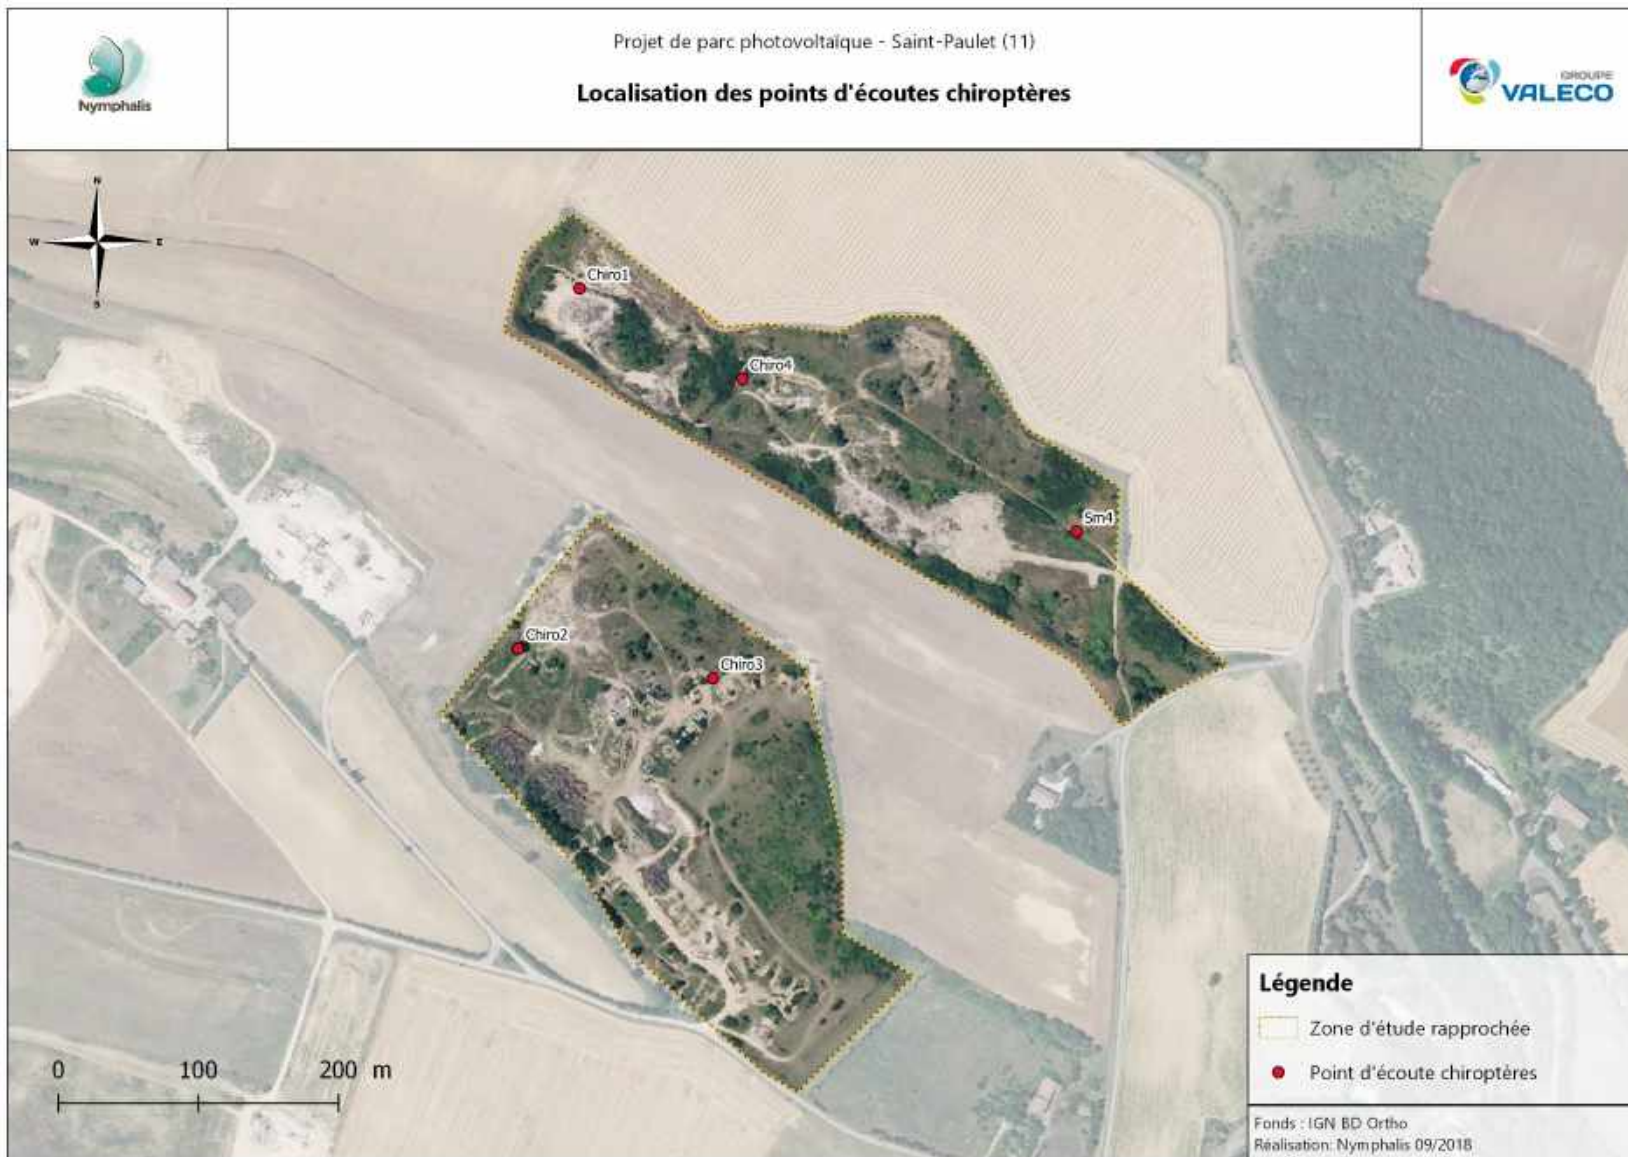 Nymphalis
Projet de parc photovoltaïque - Saint-Paulet (11)
Localisation des points d'écoutes chiroptères
GROUPE
VALECO
N
W E
S
Chiro1
Chiro4
Sm4
Chiro2
Chiro3
0 100 200 m
Légende
Zone d'étude rapprochée
Point d'écoute chiroptères
Fonds : IGN BD Ortho
Réalisation: Nymphalis 09/2018